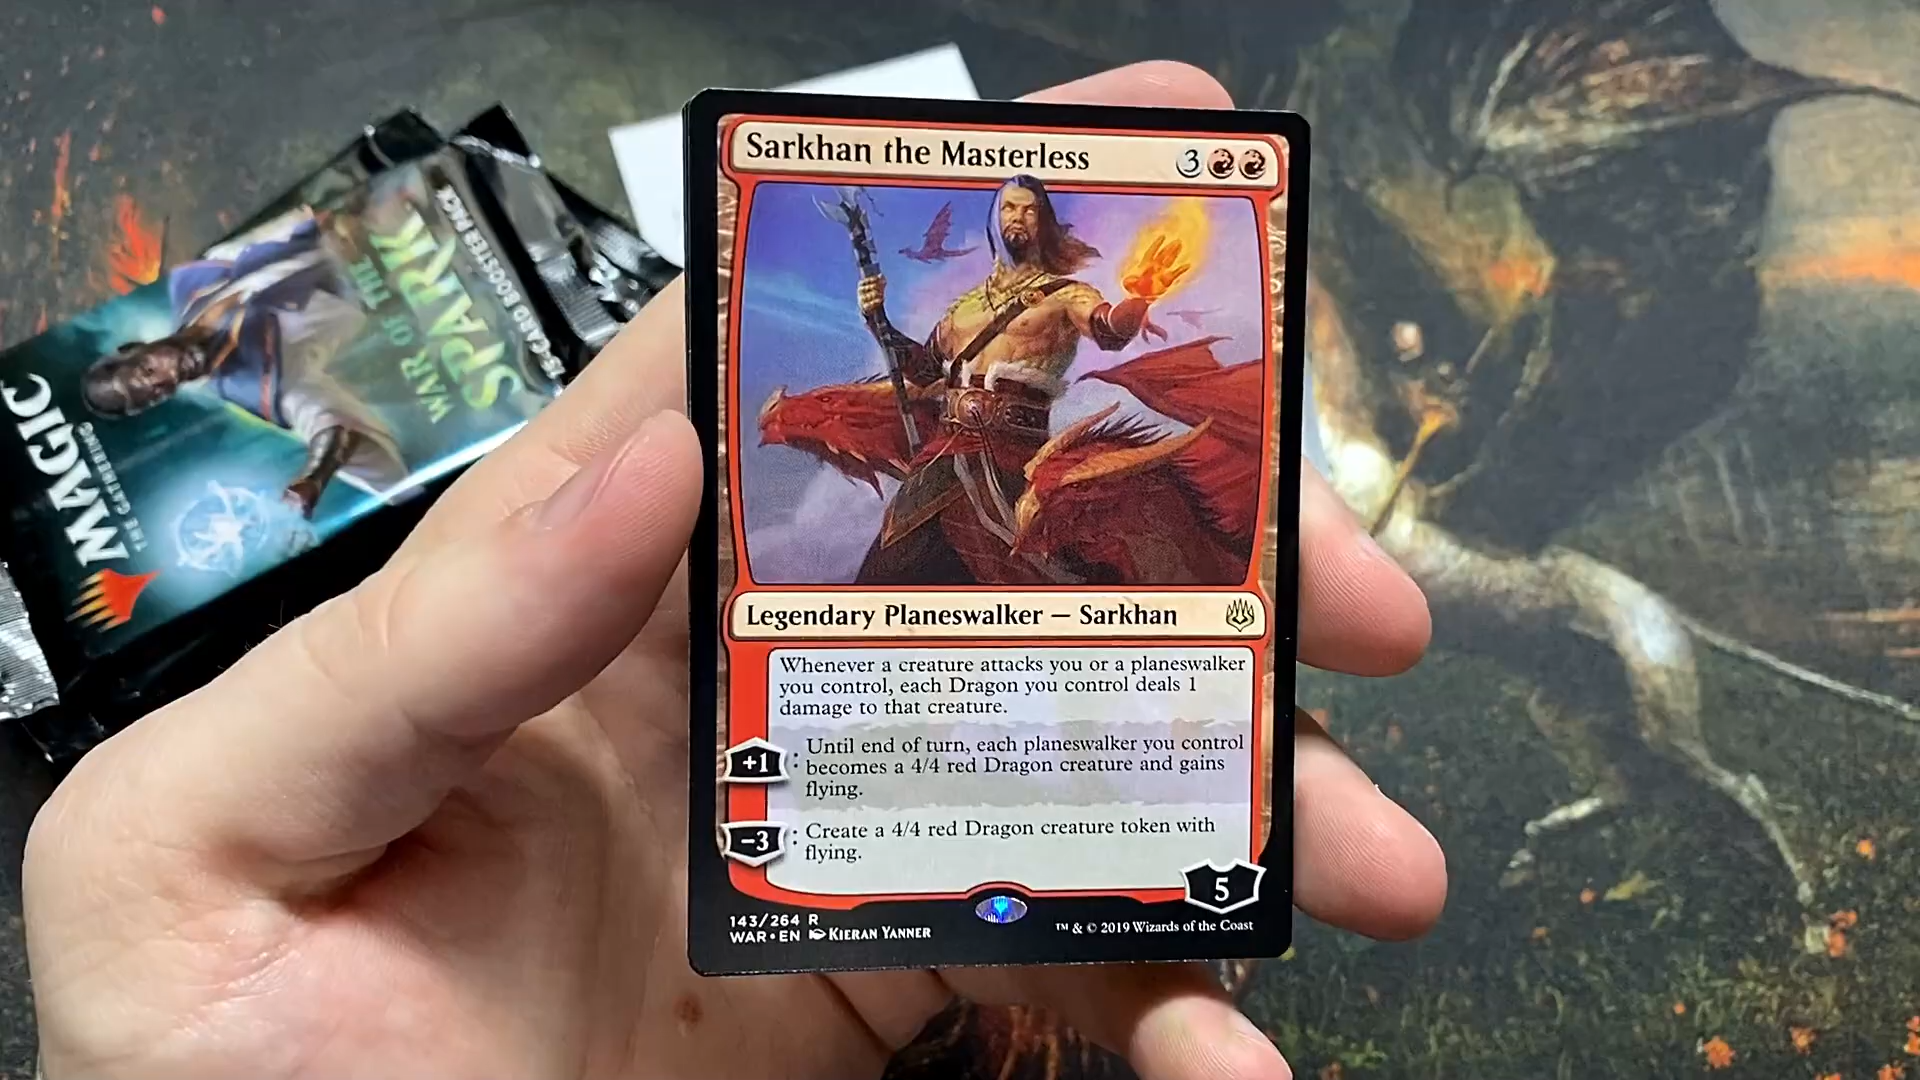 MAGIC
THE GATHERING
WAR OF THE
SPARK
15-CARD BOOSTER PACK
Sarkhan the Masterless
3
Legendary Planeswalker — Sarkhan
Whenever a creature attacks you or a planeswalker
you control, each Dragon you control deals 1
damage to that creature.
+1 : Until end of turn, each planeswalker you control
becomes a 4/4 red Dragon creature and gains
flying.
−3 : Create a 4/4 red Dragon creature token with
flying.
5
143/264 R
WAR • EN Kieran Yanner
™ & © 2019 Wizards of the Coast